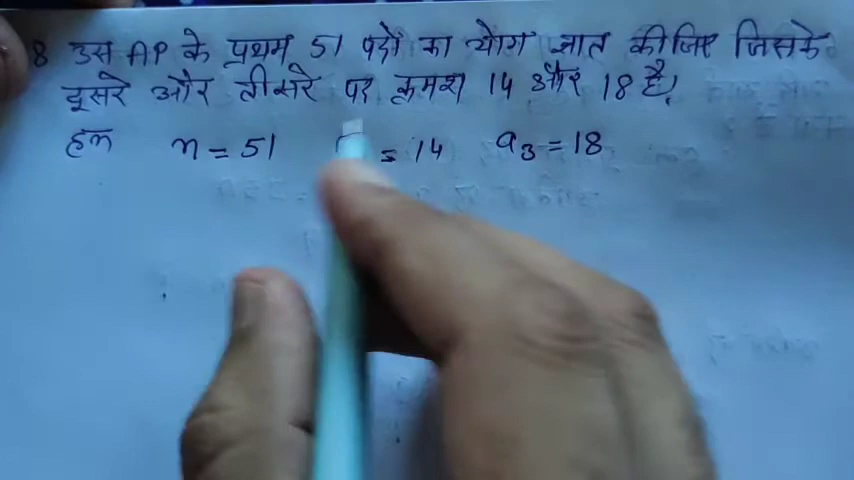 8 उस AP के प्रथम 51 पदों का योग ज्ञात कीजिए जिसके
दूसरे और तीसरे पद क्रमश 14 और 18 है।
हल n = 51 = 14 a3 = 18